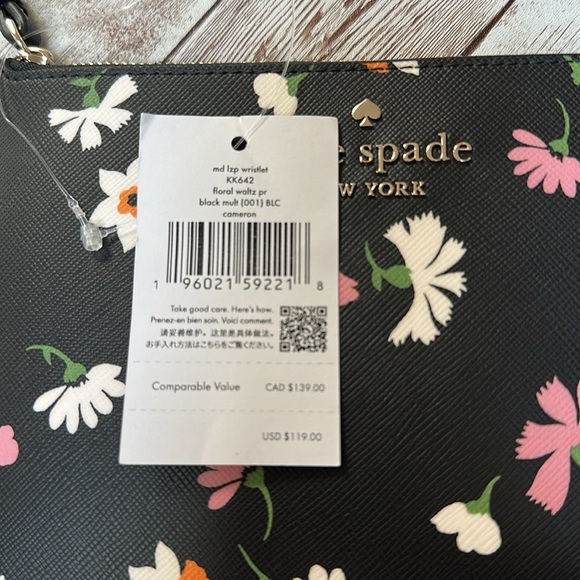 spade
NEW YORK
md lzp wristlet
KK642
floral waltz pr
black mult (001) BLC
cameron
1 96021 59221 8
Take good care. Here's how.
Prenez-en bien soin. Voici comment.
请妥善维护。这里是具体做法。
お手入れ方法はこちらをご覧ください。
Comparable Value CAD $139.00
USD $119.00